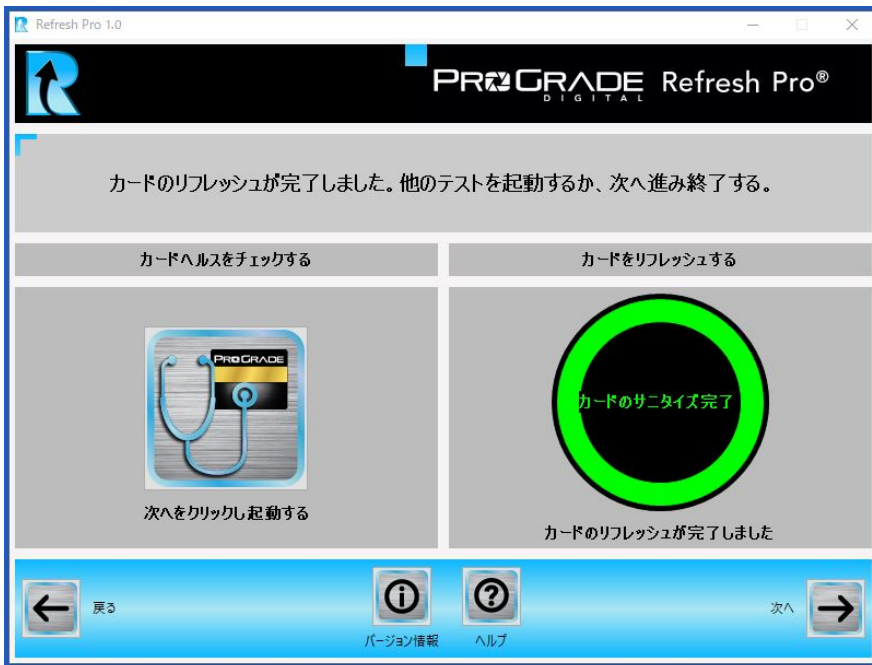 Refresh Pro 1.0
PROGRADE Refresh Pro®
DIGITAL
カードのリフレッシュが完了しました。他のテストを起動するか、次へ進み終了する。
カードヘルスをチェックする
カードをリフレッシュする
PROGRADE
カードのサニタイズ完了
次へをクリックし起動する
カードのリフレッシュが完了しました
戻る
次へ
バージョン情報
ヘルプ